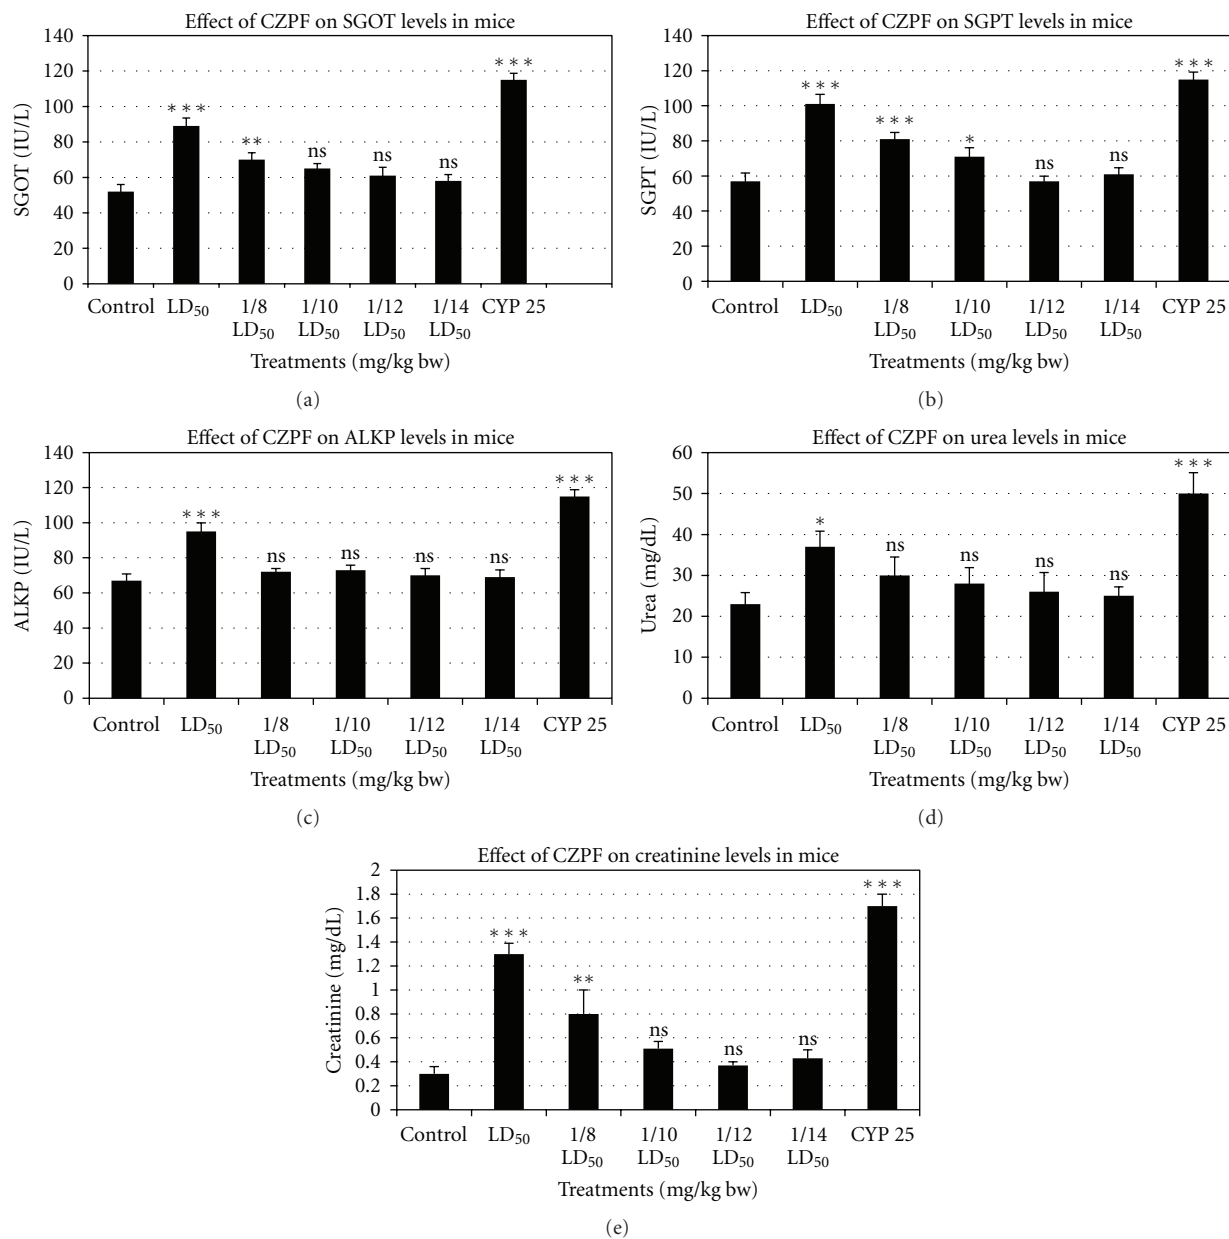 Effect of CZPF on SGOT levels in mice
SGOT (IU/L)
140
120
100
80
60
40
20
0
∗∗∗
∗∗
ns
ns
ns
∗∗∗
Control LD50 1/8 1/10 1/12 1/14 CYP 25
LD50 LD50 LD50 LD50
Treatments (mg/kg bw)
(a)
Effect of CZPF on SGPT levels in mice
SGPT (IU/L)
140
120
100
80
60
40
20
0
∗∗∗
∗∗∗
∗
ns
ns
∗∗∗
Control LD50 1/8 1/10 1/12 1/14 CYP 25
LD50 LD50 LD50 LD50
Treatments (mg/kg bw)
(b)
Effect of CZPF on ALKP levels in mice
ALKP (IU/L)
140
120
100
80
60
40
20
0
∗∗∗
ns
ns
ns
ns
∗∗∗
Control LD50 1/8 1/10 1/12 1/14 CYP 25
LD50 LD50 LD50 LD50
Treatments (mg/kg bw)
(c)
Effect of CZPF on urea levels in mice
Urea (mg/dL)
60
50
40
30
20
10
0
∗
ns
ns
ns
ns
∗∗∗
Control LD50 1/8 1/10 1/12 1/14 CYP 25
LD50 LD50 LD50 LD50
Treatments (mg/kg bw)
(d)
Effect of CZPF on creatinine levels in mice
Creatinine (mg/dL)
2
1.8
1.6
1.4
1.2
1
0.8
0.6
0.4
0.2
0
∗∗∗
∗∗
ns
ns
ns
∗∗∗
Control LD50 1/8 1/10 1/12 1/14 CYP 25
LD50 LD50 LD50 LD50
Treatments (mg/kg bw)
(e)